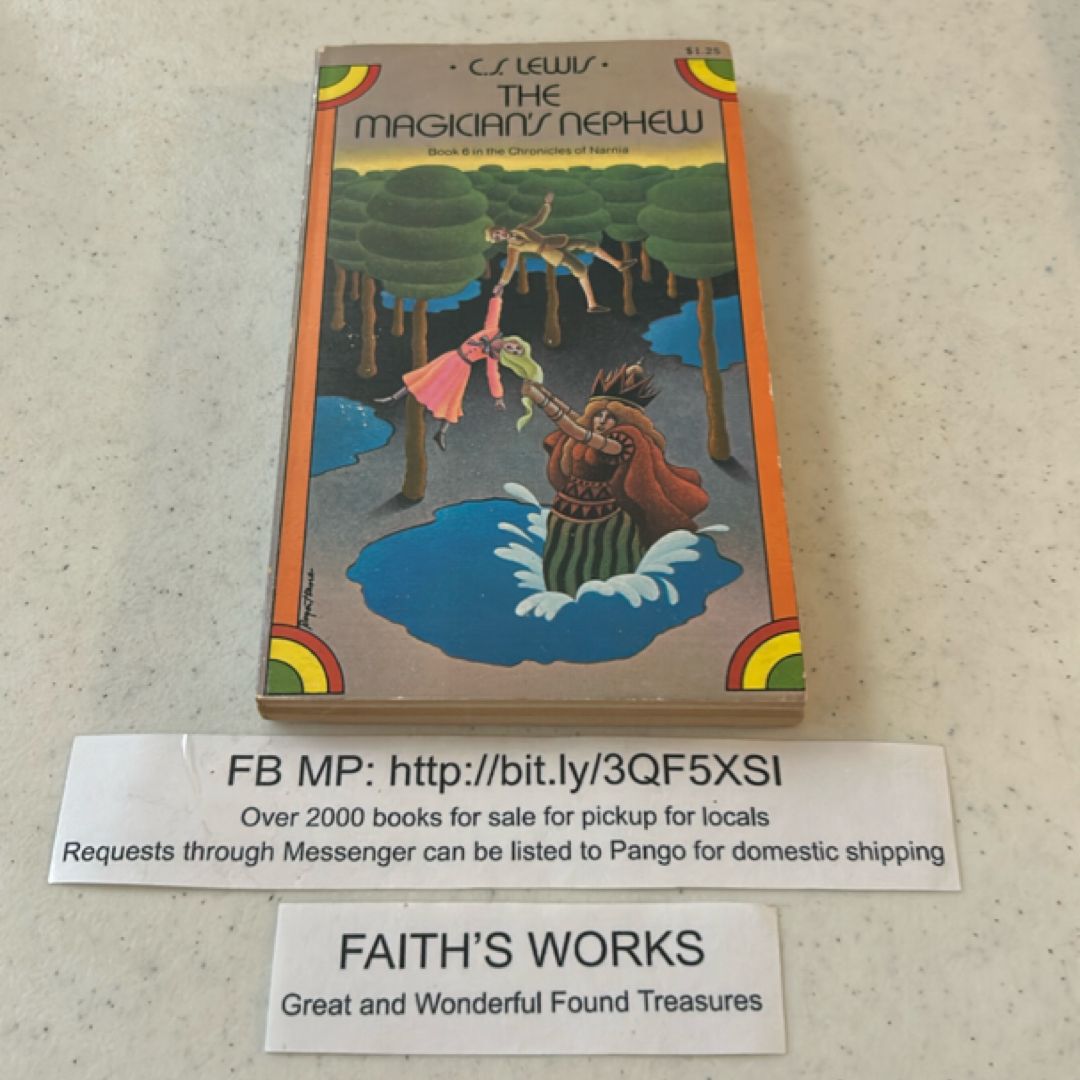 $1.25
• C.S. LEWIS •
THE
MAGICIAN'S NEPHEW
Book 6 in the Chronicles of Narnia
FB MP: http://bit.ly/3QF5XSI
Over 2000 books for sale for pickup for locals
Requests through Messenger can be listed to Pango for domestic shipping
FAITH'S WORKS
Great and Wonderful Found Treasures